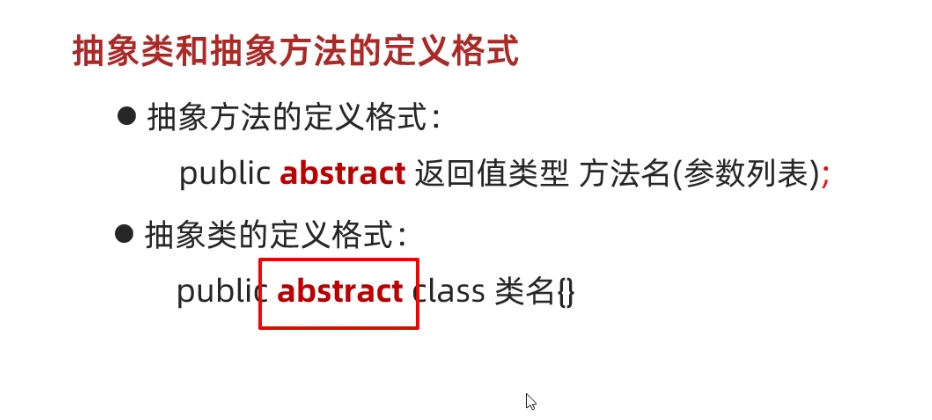 抽象类和抽象方法的定义格式
● 抽象方法的定义格式：
public abstract 返回值类型 方法名(参数列表);
● 抽象类的定义格式：
public abstract class 类名{}